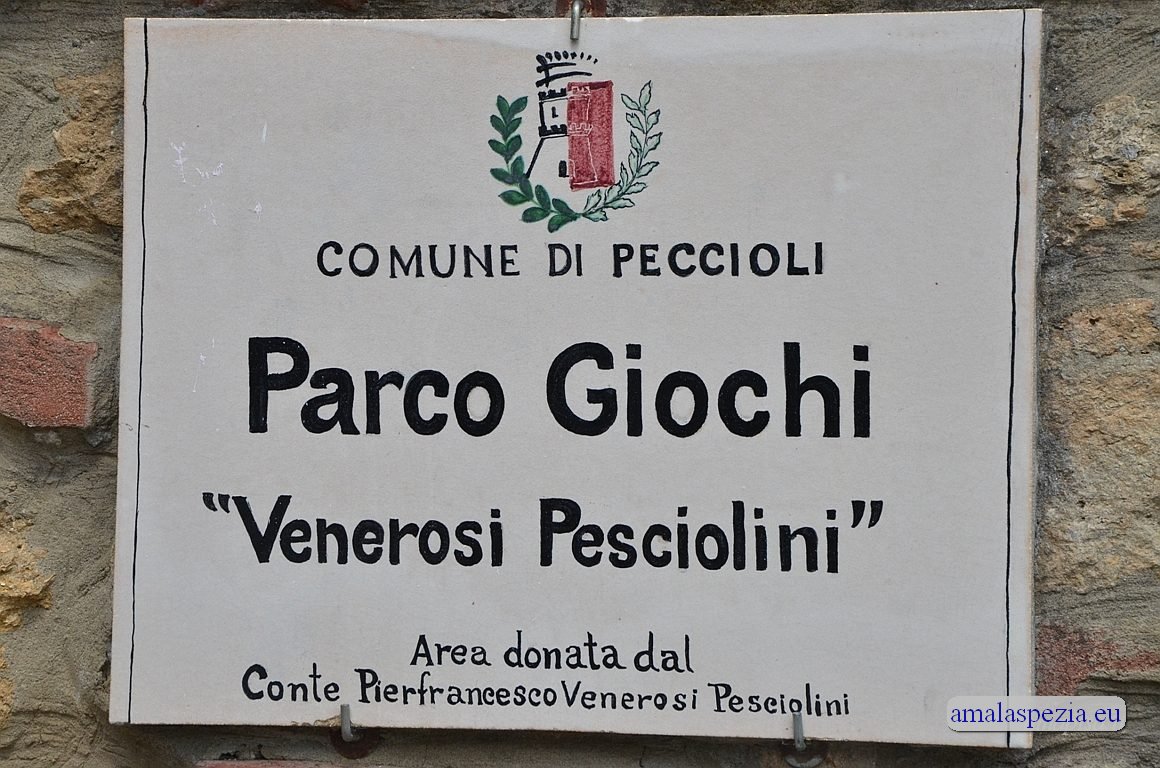 COMUNE DI PECCIOLI
Parco Giochi
"Venerosi Pesciolini"
Area donata dal
Conte Pierfrancesco Venerosi Pesciolini
amalaspezia.eu